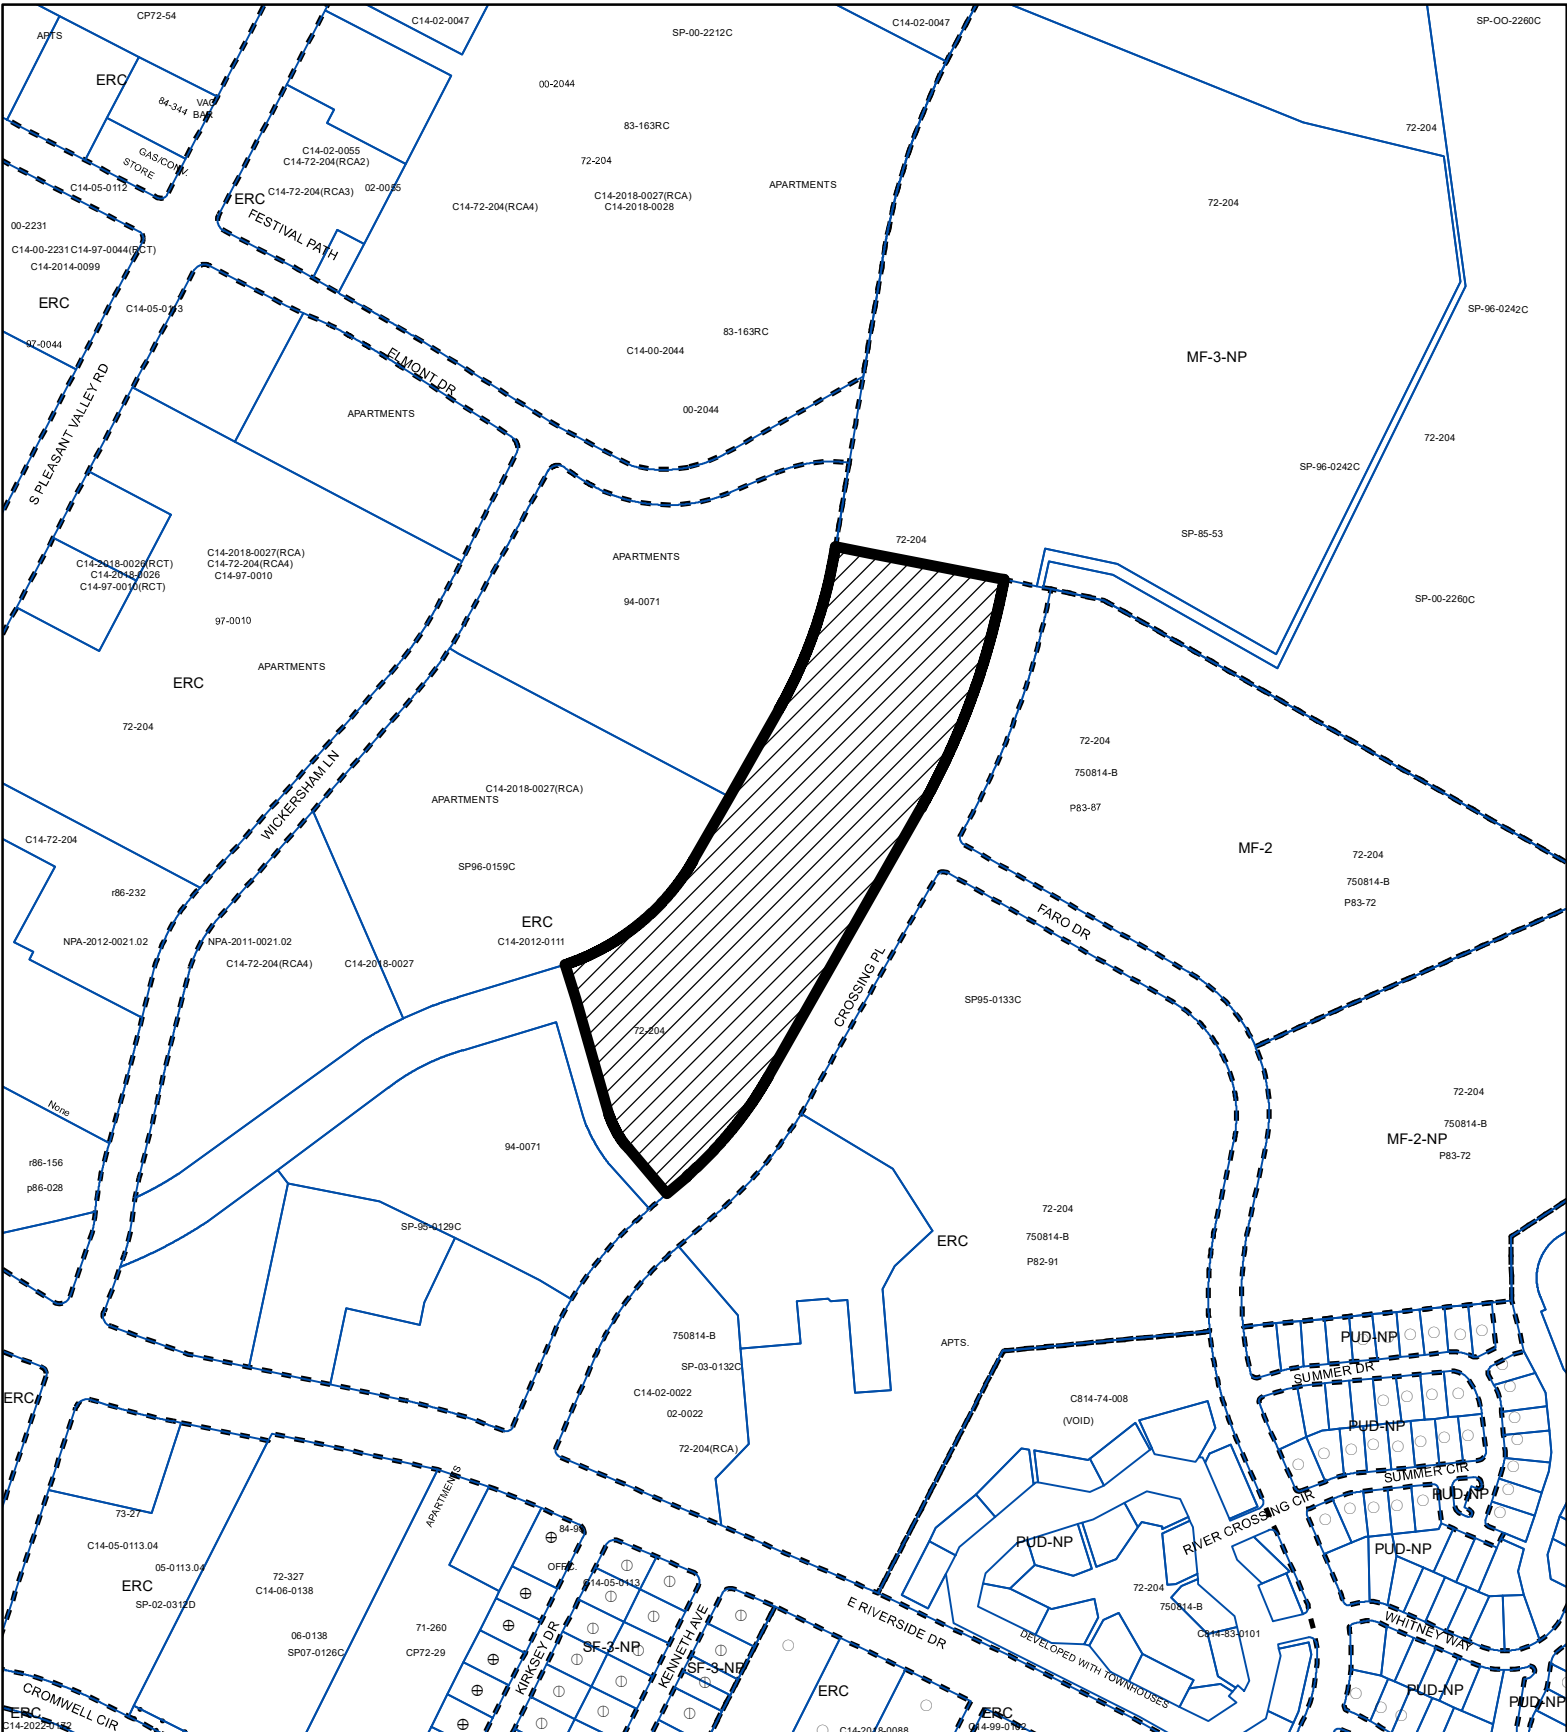 CP72-54
C14-02-0047
SP-00-2212C
C14-02-0047
SP-OO-2260C
APTS
ERC
84-344
VAC
BAR
00-2044
83-163RC
72-204
72-204
GAS/CONV.
STORE
C14-02-0055
C14-72-204(RCA2)
C14-05-0112
ERC
C14-72-204(RCA3)
02-0055
C14-72-204(RCA4)
C14-2018-0027(RCA)
C14-2018-0028
APARTMENTS
72-204
FESTIVAL PATH
00-2231
C14-00-2231
C14-97-0044(RCT)
C14-2014-0099
ERC
C14-05-0113
SP-96-0242C
97-0044
83-163RC
C14-00-2044
MF-3-NP
ELMONT DR
S PLEASANT VALLEY RD
APARTMENTS
00-2044
72-204
SP-96-0242C
SP-85-53
72-204
C14-2018-0026(RCT)
C14-2018-0026
C14-97-0010(RCT)
C14-2018-0027(RCA)
C14-72-204(RCA4)
C14-97-0010
APARTMENTS
94-0071
SP-00-2260C
97-0010
APARTMENTS
ERC
72-204
72-204
750814-B
P83-87
WICKERSHAM LN
C14-2018-0027(RCA)
APARTMENTS
C14-72-204
SP96-0159C
MF-2
72-204
750814-B
P83-72
r86-232
ERC
C14-2012-0111
FARO DR
NPA-2012-0021.02
NPA-2011-0021.02
C14-72-204(RCA4)
C14-2018-0027
CROSSING PL
SP95-0133C
72-204
None
72-204
750814-B
MF-2-NP
P83-72
94-0071
r86-156
p86-028
72-204
750814-B
P82-91
ERC
SP-95-0129C
750814-B
SP-03-0132C
APTS.
C14-02-0022
02-0022
72-204(RCA)
PUD-NP
SUMMER DR
ERC
C814-74-008
(VOID)
PUD-NP
SUMMER CIR
PUD-NP
RIVER CROSSING CIR
APARTMENTS
73-27
C14-05-0113.04
05-0113.04
ERC
SP-02-0312D
72-327
C14-06-0138
OFFC.
C14-05-0113
PUD-NP
PUD-NP
72-204
750814-B
C814-83-0101
06-0138
SP07-0126C
71-260
CP72-29
KIRKSEY DR
SF-3-NP
KENNETH AVE
SF-3-NP
E RIVERSIDE DR
DEVELOPED WITH TOWNHOUSES
WHITNEY WAY
CROMWELL CIR
ERC
C14-2022-0172
ERC
C14-2018-0088
ERC
PUD-NP
PUD-NP